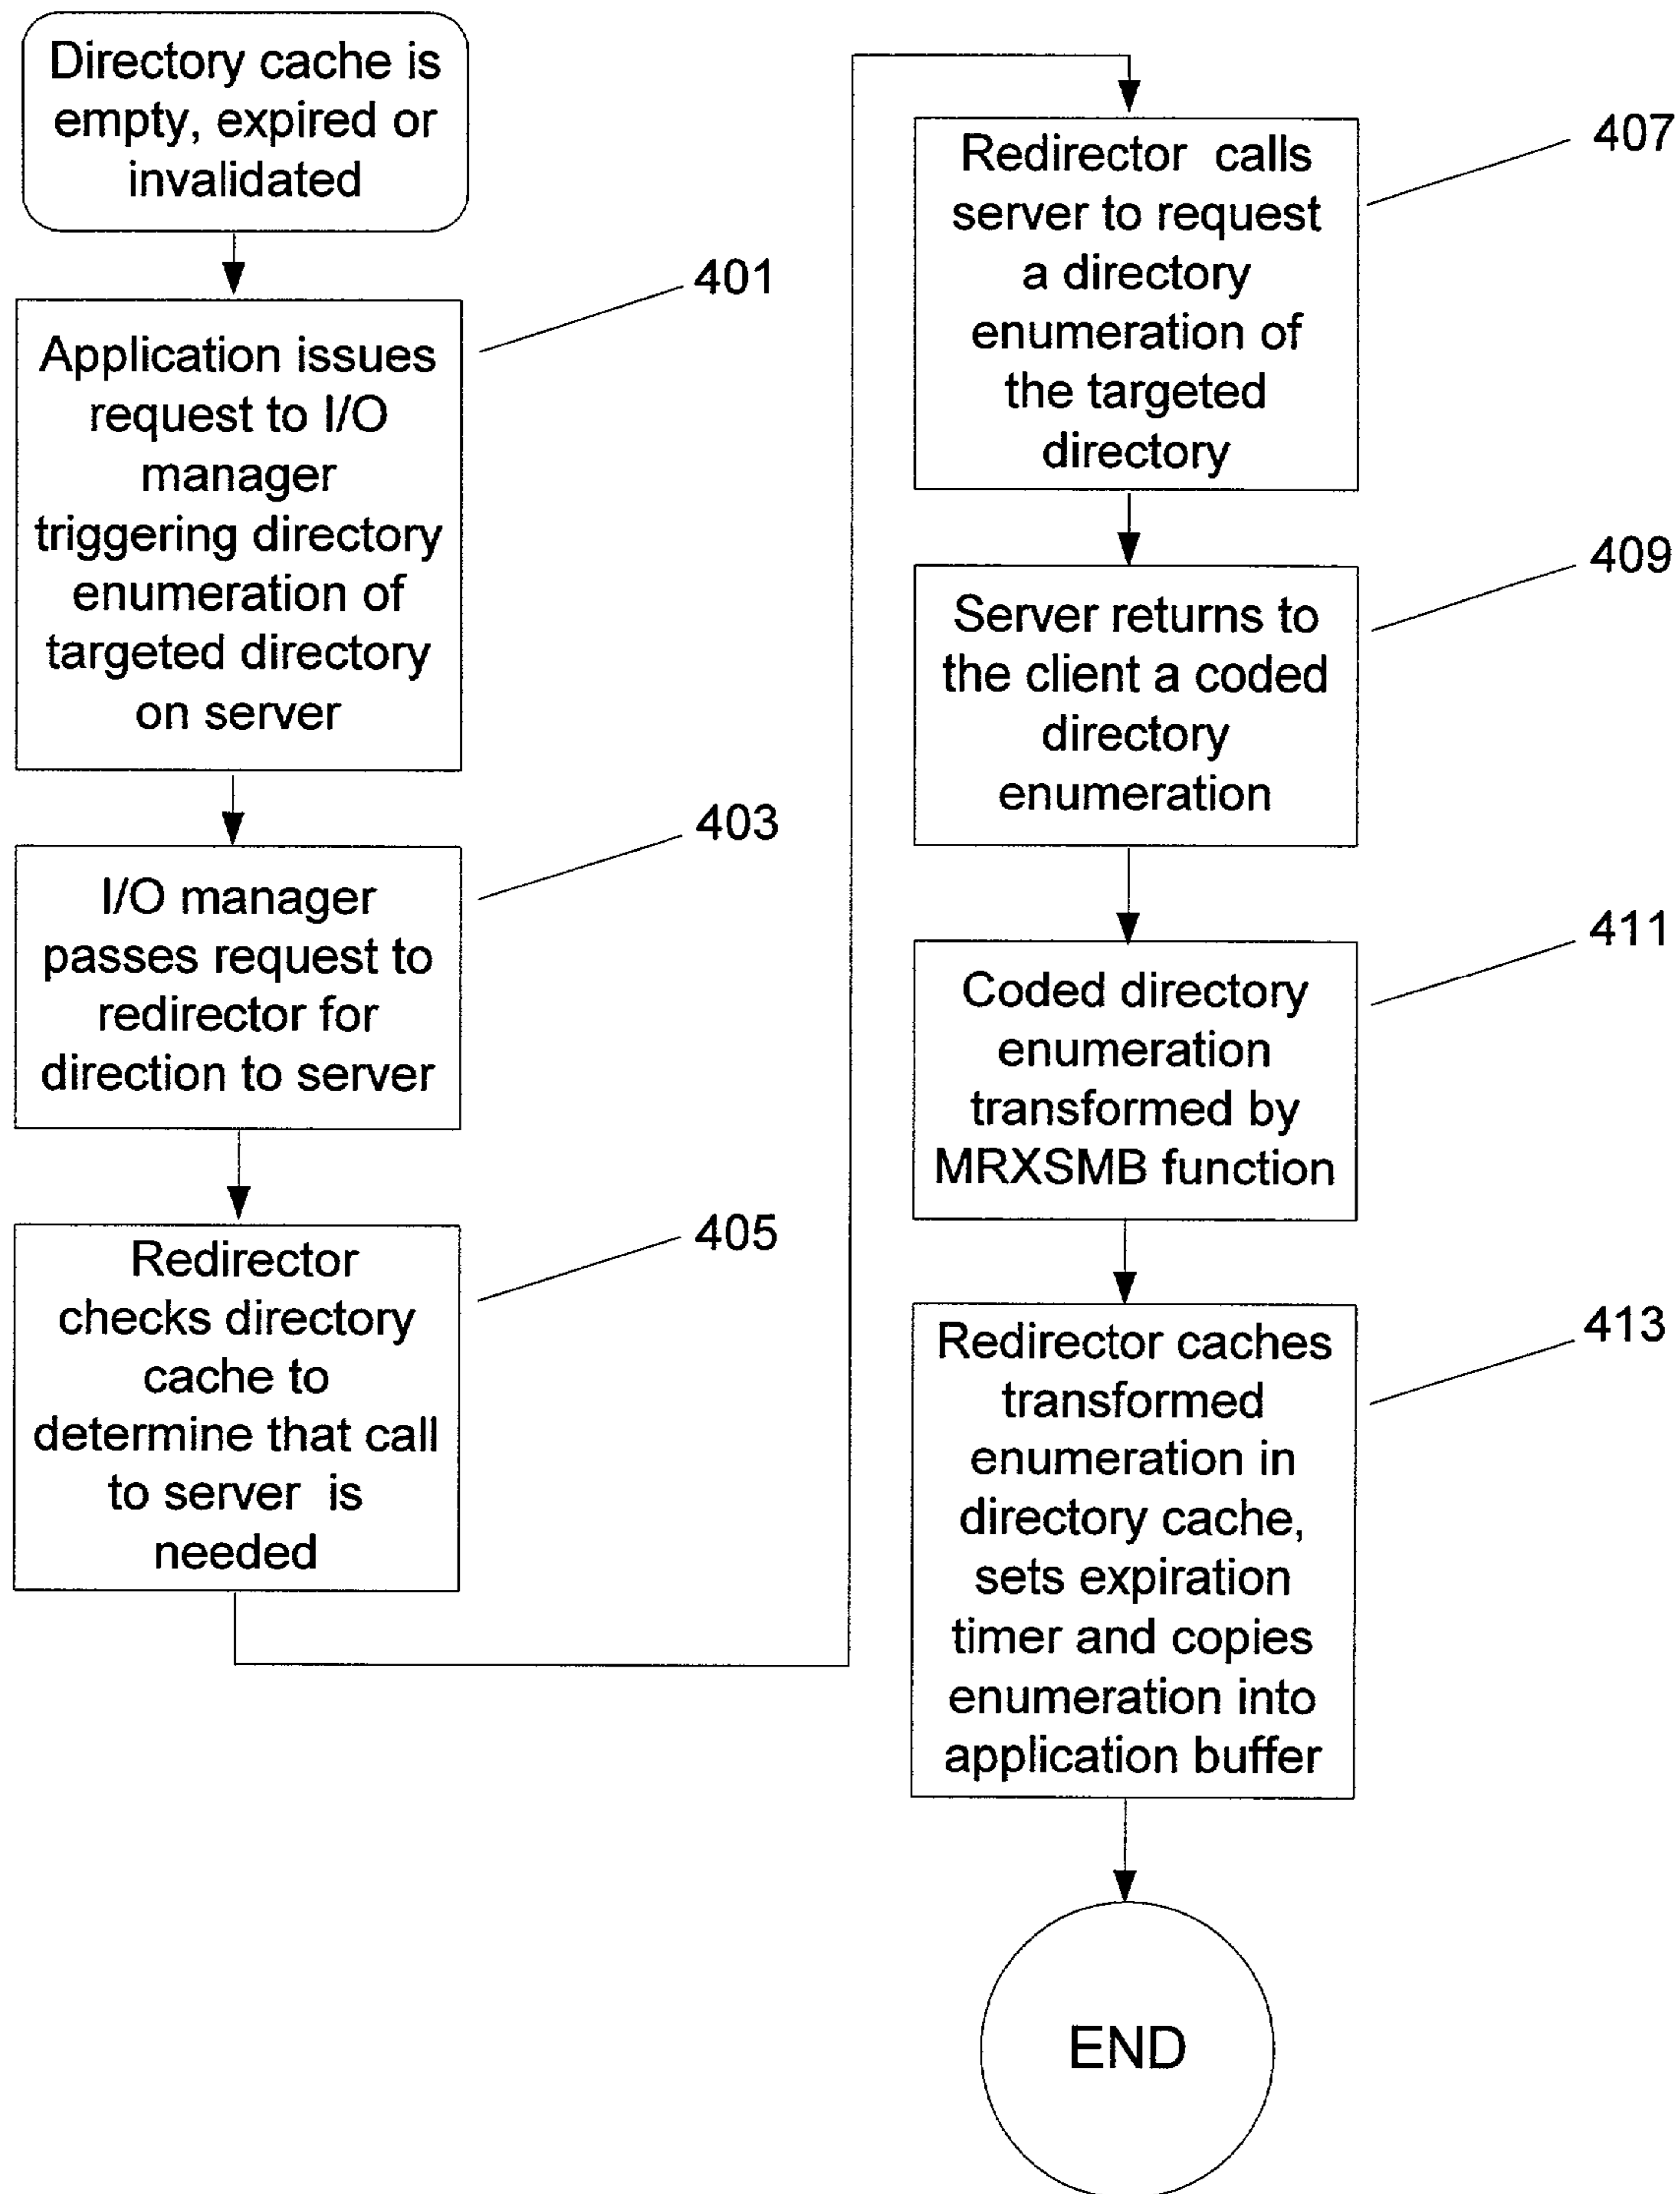 Directory cache is
empty, expired or
invalidated
401
Application issues
request to I/O
manager
triggering directory
enumeration of
targeted directory
on server
403
I/O manager
passes request to
redirector for
direction to server
405
Redirector
checks directory
cache to
determine that call
to server is
needed
407
Redirector calls
server to request
a directory
enumeration of
the targeted
directory
409
Server returns to
the client a coded
directory
enumeration
411
Coded directory
enumeration
transformed by
MRXSMB function
413
Redirector caches
transformed
enumeration in
directory cache,
sets expiration
timer and copies
enumeration into
application buffer
END